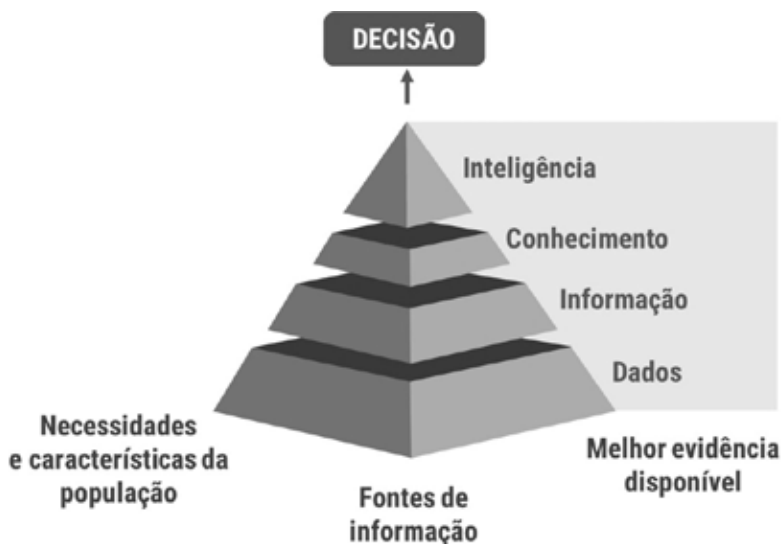 DECISÃO
Inteligência
Conhecimento
Informação
Dados
Necessidades
e características da
população
Fontes de
informação
Melhor evidência
disponível